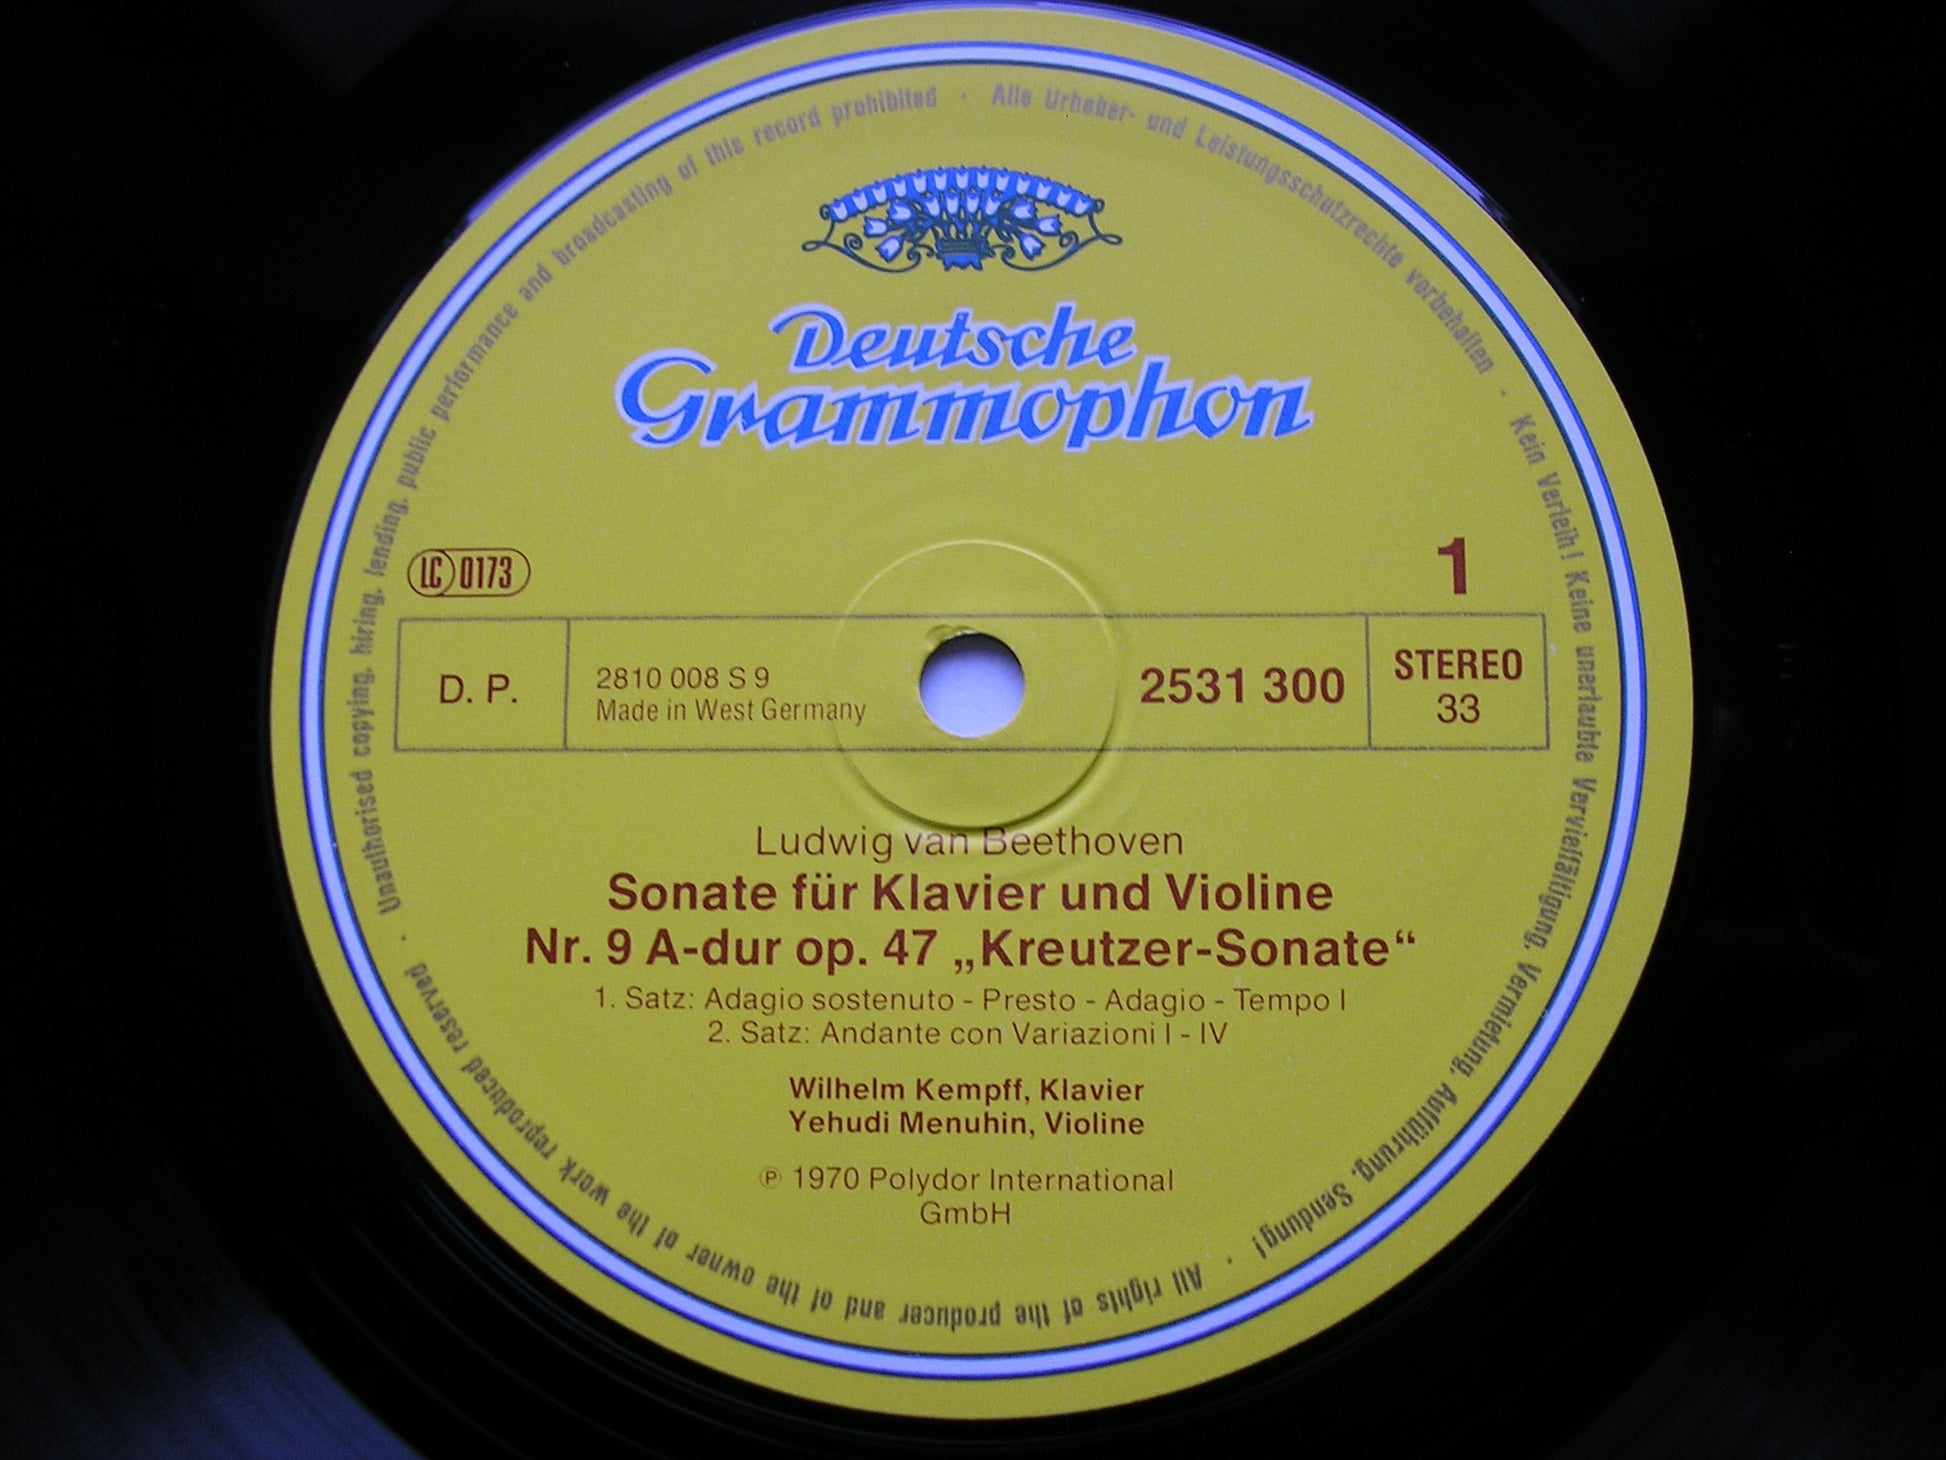 Deutsche
Grammophon
LC 0173
1
D. P.
2810 008 S 9
Made in West Germany
2531 300
STEREO
33
Ludwig van Beethoven
Sonate für Klavier und Violine
Nr. 9 A-dur op. 47 „Kreutzer-Sonate“
1. Satz: Adagio sostenuto - Presto - Adagio - Tempo I
2. Satz: Andante con Variazioni I - IV
Wilhelm Kempff, Klavier
Yehudi Menuhin, Violine
℗ 1970 Polydor International
GmbH
Alle Urheber- und Leistungsschutzrechte vorbehalten · Kein Verleih! Keine unerlaubte Vervielfältigung, Vermietung, Aufführung, Sendung! · All rights of the producer and of the owner of the work reproduced reserved · Unauthorised copying, hiring, lending, public performance and broadcasting of this record prohibited ·